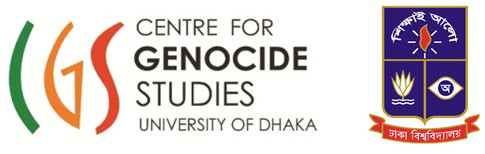 CGS
CENTRE FOR
GENOCIDE
STUDIES
UNIVERSITY OF DHAKA
শিক্ষাই আলো
অ
ঢাকা বিশ্ববিদ্যালয়